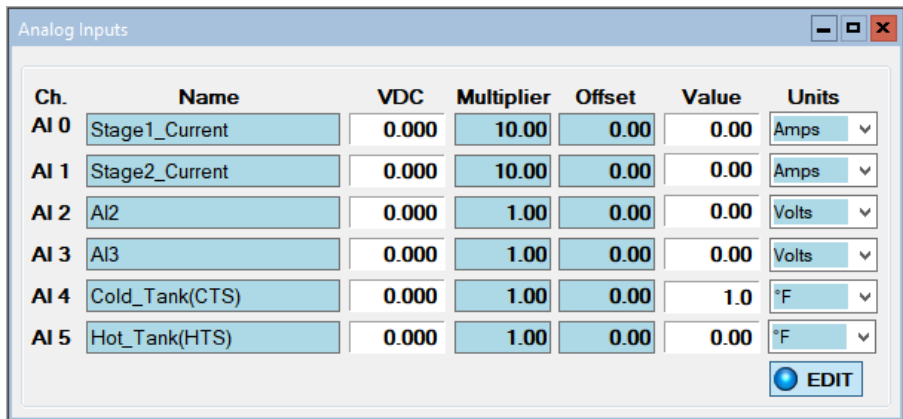 Analog Inputs
Ch. Name VDC Multiplier Offset Value Units
AI 0 Stage1_Current 0.000 10.00 0.00 0.00 Amps
AI 1 Stage2_Current 0.000 10.00 0.00 0.00 Amps
AI 2 AI2 0.000 1.00 0.00 0.00 Volts
AI 3 AI3 0.000 1.00 0.00 0.00 Volts
AI 4 Cold_Tank(CTS) 0.000 1.00 0.00 1.0 °F
AI 5 Hot_Tank(HTS) 0.000 1.00 0.00 0.00 °F
EDIT